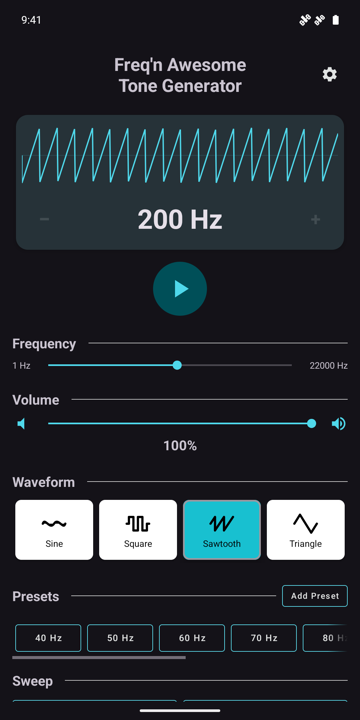 9:41
Freq'n Awesome
Tone Generator
− 200 Hz +
Frequency
1 Hz 22000 Hz
Volume
100%
Waveform
Sine Square Sawtooth Triangle
Presets Add Preset
40 Hz 50 Hz 60 Hz 70 Hz 80 H
Sweep